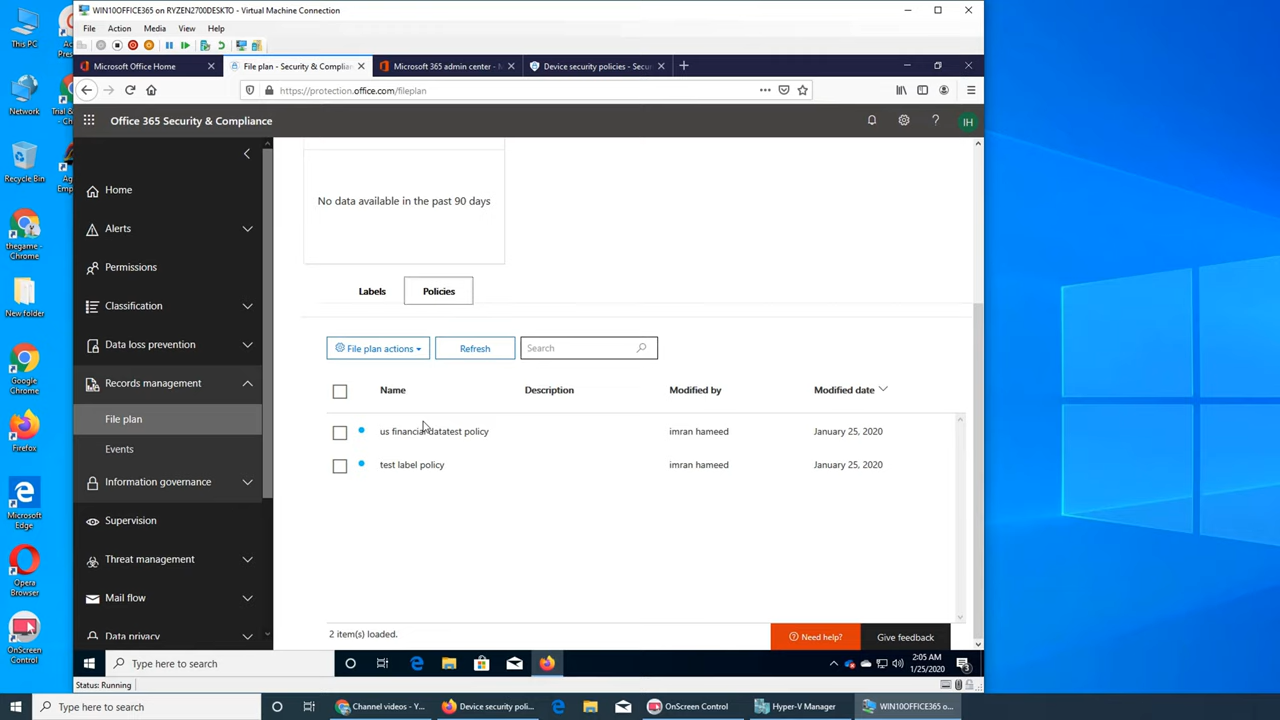 WIN10OFFICE365 on RYZEN2700DESKTO - Virtual Machine Connection
File Action Media View Help
Microsoft Office Home
File plan - Security & Complian
Microsoft 365 admin center - M
Device security policies - Secu
https://protection.office.com/fileplan
Office 365 Security & Compliance
IH
Home
Alerts
Permissions
Classification
Data loss prevention
Records management
File plan
Events
Information governance
Supervision
Threat management
Mail flow
Data privacy
No data available in the past 90 days
Labels Policies
File plan actions Refresh Search
Name Description Modified by Modified date
us financial datatest policy imran hameed January 25, 2020
test label policy imran hameed January 25, 2020
2 item(s) loaded.
Need help? Give feedback
Type here to search
2:05 AM
1/25/2020
Status: Running
This PC
Network
Recycle Bin
thegame -
Chrome
New folder
Google
Chrome
Firefox
Microsoft
Edge
Opera
Browser
OnScreen
Control
Type here to search
Channel videos - Y...
Device security poli...
OnScreen Control
Hyper-V Manager
WIN10OFFICE365 o...